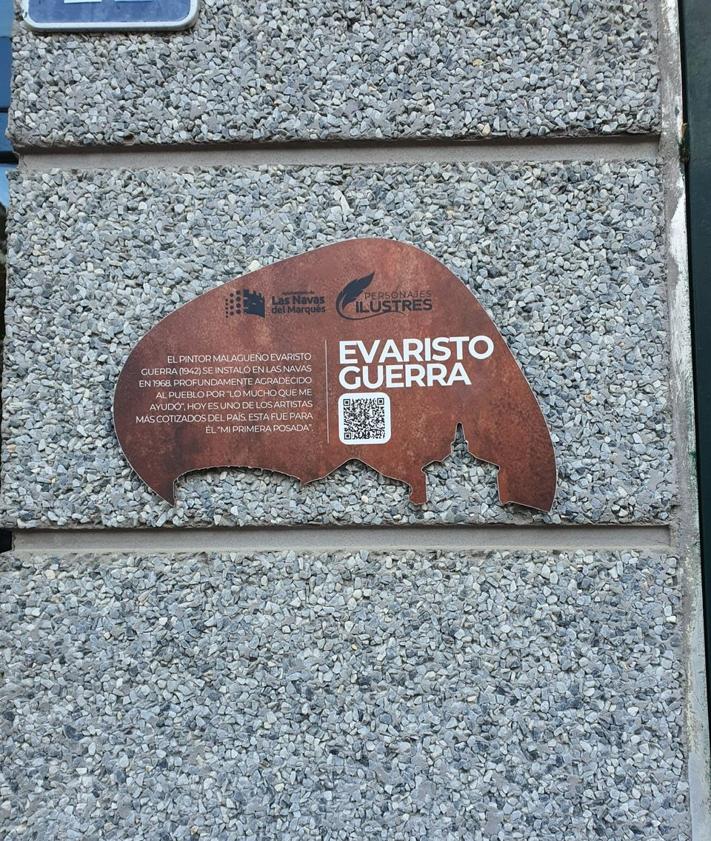 Ayuntamiento de
Las Navas
del Marqués
PERSONAJES
ILUSTRES
EL PINTOR MALAGUEÑO EVARISTO
GUERRA (1942) SE INSTALÓ EN LAS NAVAS
EN 1968. PROFUNDAMENTE AGRADECIDO
AL PUEBLO POR "LO MUCHO QUE ME
AYUDÓ", HOY ES UNO DE LOS ARTISTAS
MÁS COTIZADOS DEL PAÍS. ESTA FUE PARA
ÉL "MI PRIMERA POSADA".
EVARISTO
GUERRA